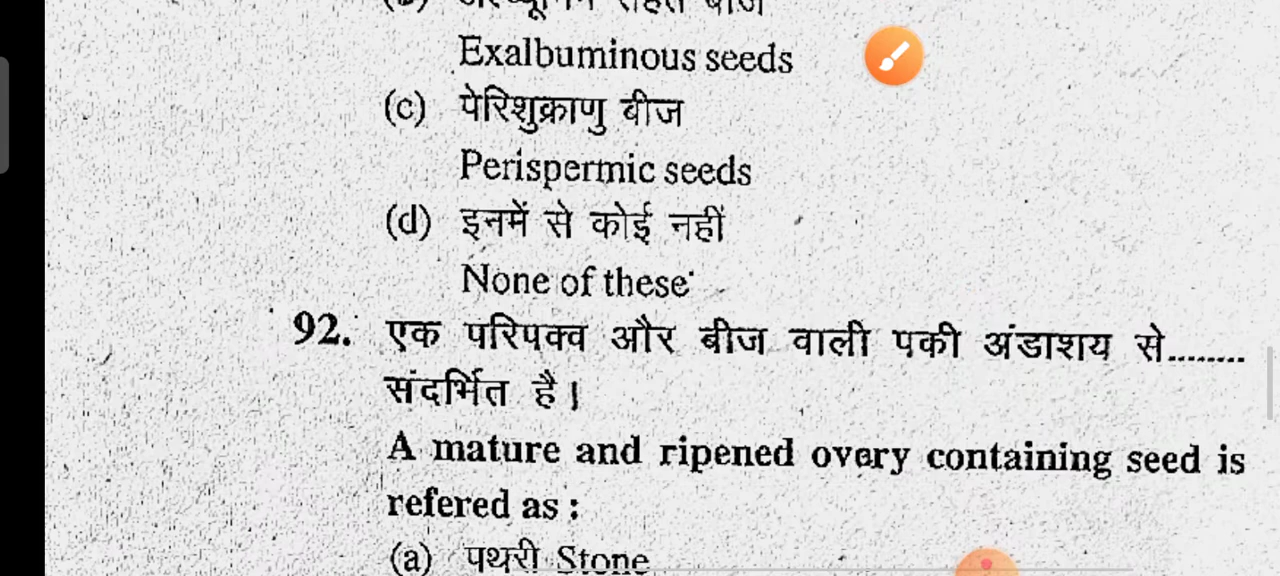 Exalbuminous seeds
(c) पेरिशुक्राणु बीज
Perispermic seeds
(d) इनमें से कोई नहीं
None of these
92. एक परिपक्व और बीज वाली पकी अंडाशय से........
संदर्भित है।
A mature and ripened ovary containing seed is
refered as :
(a) पथरी Stone